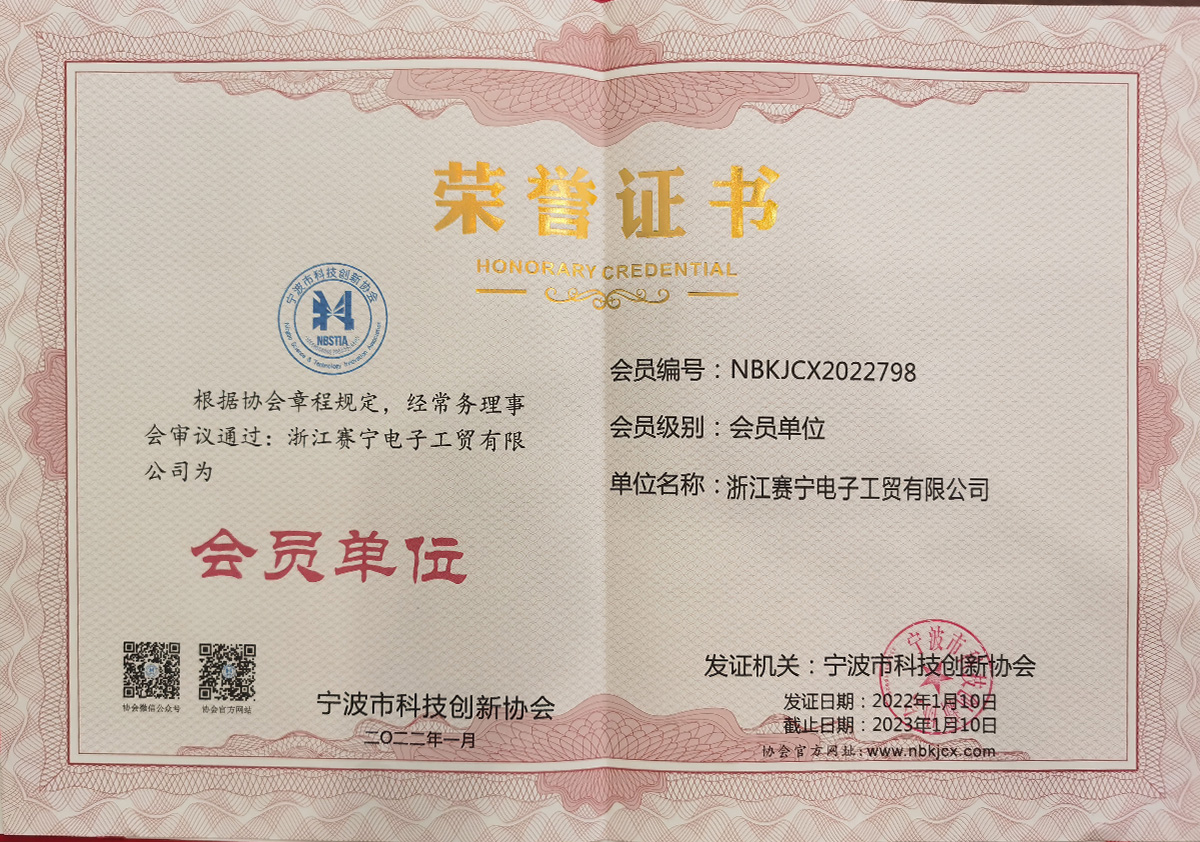 荣誉证书
HONORARY CREDENTIAL
宁波市科技创新协会
NBSTIA
Ningbo Science & Technology Innovation Association
根据协会章程规定，经常务理事
会审议通过：浙江赛宁电子工贸有限
公司为
会员单位
协会微信公众号
协会官方网站
宁波市科技创新协会
二〇二二年一月
会员编号：NBKJCX2022798
会员级别：会员单位
单位名称：浙江赛宁电子工贸有限公司
发证机关：宁波市科技创新协会
发证日期：2022年1月10日
截止日期：2023年1月10日
协会官方网址:www.nbkjcx.com